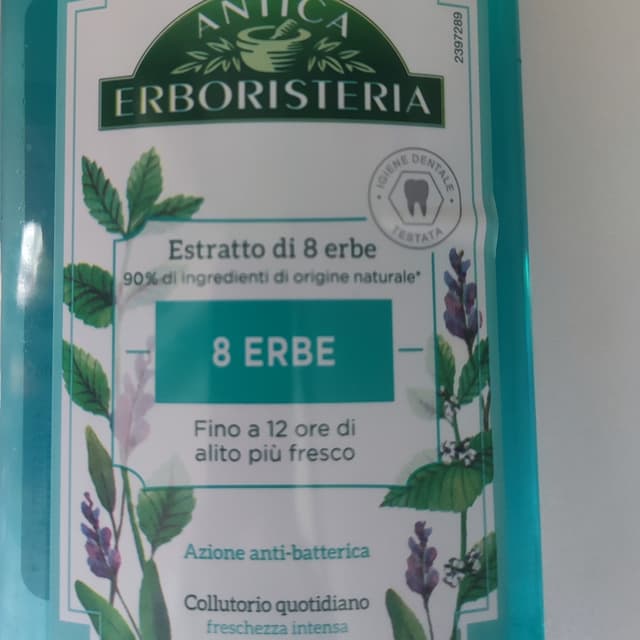 ANTICA
ERBORISTERIA
2397289
IGIENE DENTALE
TESTATA
Estratto di 8 erbe
90% di ingredienti di origine naturale*
8 ERBE
Fino a 12 ore di
alito più fresco
Azione anti-batterica
Collutorio quotidiano
freschezza intensa